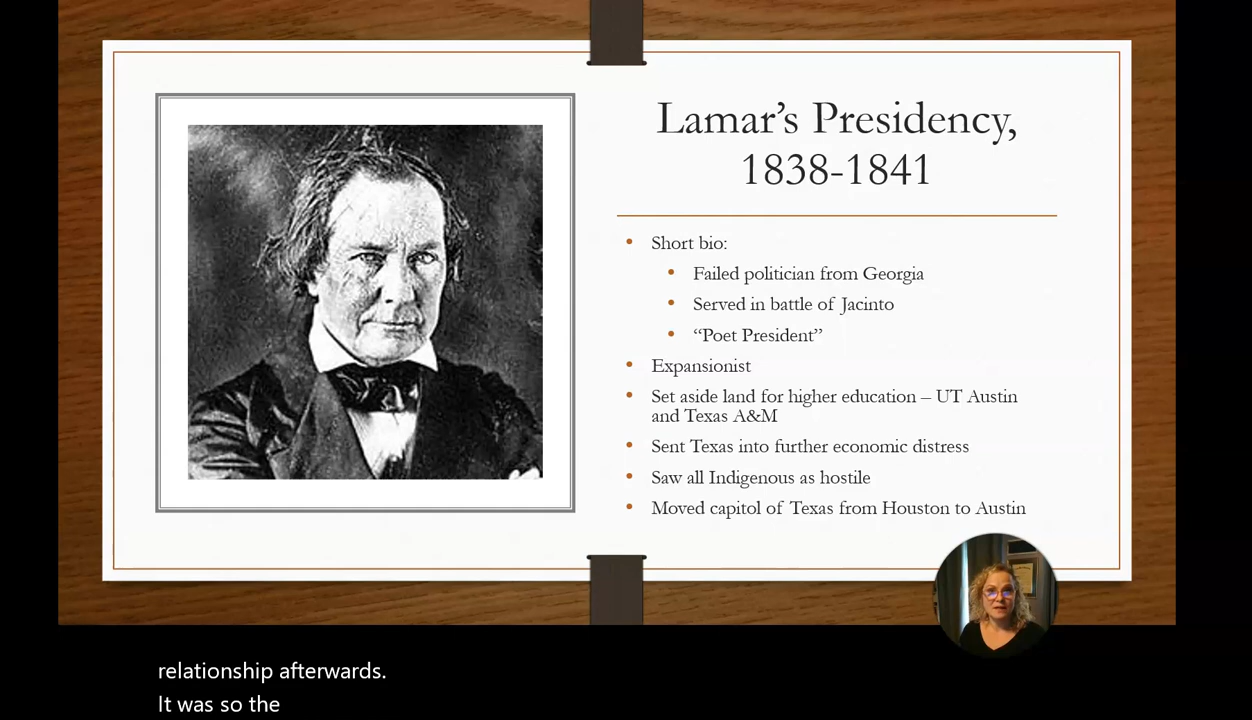 Lamar’s Presidency,
1838-1841
Short bio:
Failed politician from Georgia
Served in battle of Jacinto
“Poet President”
Expansionist
Set aside land for higher education – UT Austin
and Texas A&M
Sent Texas into further economic distress
Saw all Indigenous as hostile
Moved capitol of Texas from Houston to Austin
relationship afterwards.
It was so the